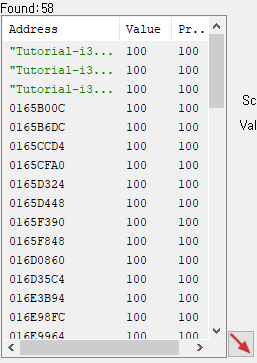 Found:58
Address Value Pr..
"Tutorial-i3... 100 100
"Tutorial-i3... 100 100
"Tutorial-i3... 100 100
0165B00C 100 100
0165B6DC 100 100
0165CCD4 100 100
0165CFA0 100 100
0165D324 100 100
0165D448 100 100
0165F390 100 100
0165F848 100 100
016D0860 100 100
016D35C4 100 100
016E3B94 100 100
016E98FC 100 100
016E9964 100 100
Sc
Val